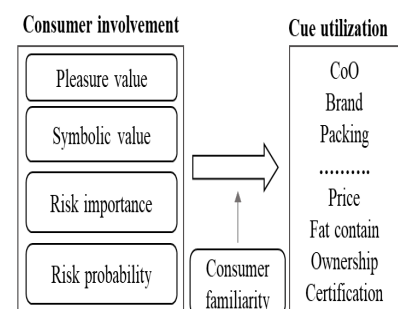 Consumer involvement
Pleasure value
Symbolic value
Risk importance
Risk probability
Consumer
familiarity
Cue utilization
CoO
Brand
Packing
..........
Price
Fat contain
Ownership
Certification